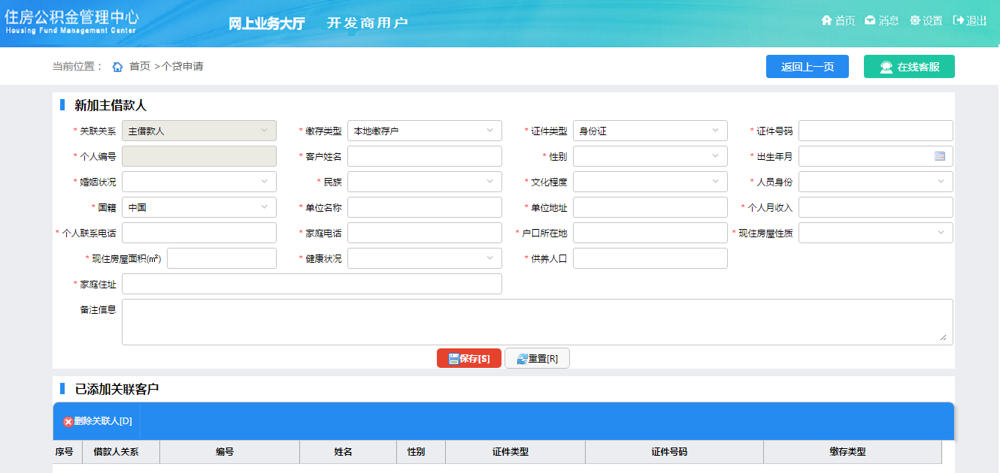 住房公积金管理中心
Housing Fund Management Center
网上业务大厅 开发商用户
首页 消息 设置 退出
当前位置： 首页 >个贷申请
返回上一页 在线客服
新加主借款人
* 关联关系 主借款人 * 缴存类型 本地缴存户 * 证件类型 身份证 * 证件号码
* 个人编号 * 客户姓名 * 性别 * 出生年月
* 婚姻状况 * 民族 * 文化程度 * 人员身份
* 国籍 中国 * 单位名称 * 单位地址 * 个人月收入
* 个人联系电话 * 家庭电话 * 户口所在地 * 现住房屋性质
* 现住房屋面积(㎡) * 健康状况 * 供养人口
* 家庭住址
备注信息
保存[S] 重置[R]
已添加关联客户
删除关联人[D]
序号 借款人关系 编号 姓名 性别 证件类型 证件号码 缴存类型